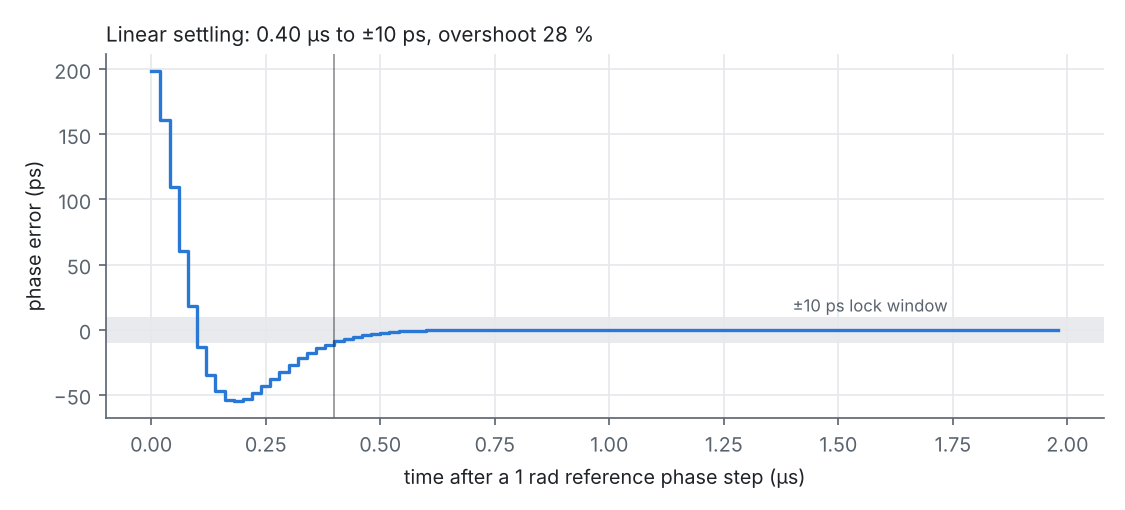 Linear settling: 0.40 µs to ±10 ps, overshoot 28 %
phase error (ps)
200
150
100
50
0
−50
±10 ps lock window
0.00 0.25 0.50 0.75 1.00 1.25 1.50 1.75 2.00
time after a 1 rad reference phase step (µs)